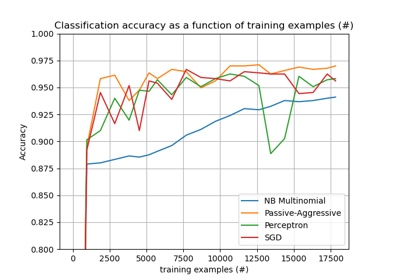 Classification accuracy as a function of training examples (#)
1.000
0.975
0.950
0.925
0.900
0.875
0.850
0.825
0.800
Accuracy
NB Multinomial
Passive-Aggressive
Perceptron
SGD
0 2500 5000 7500 10000 12500 15000 17500
training examples (#)